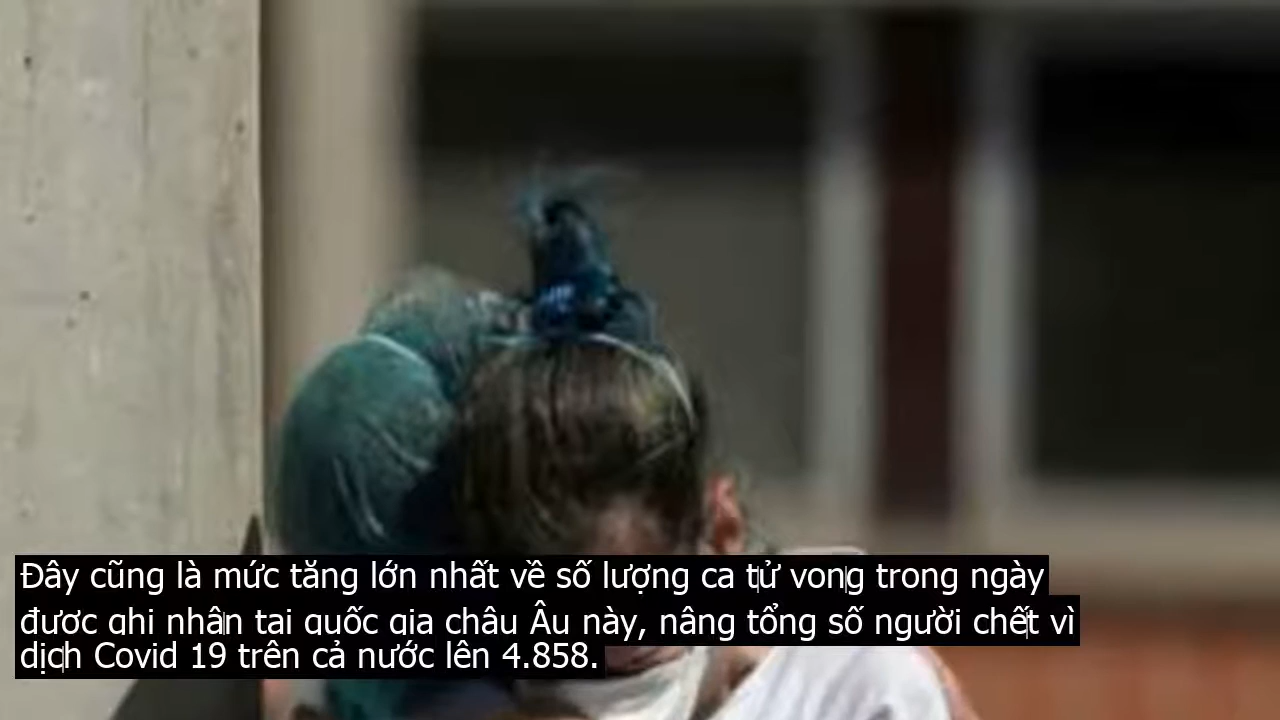 Đây cũng là mức tăng lớn nhất về số lượng ca tử vong trong ngày
được ghi nhận tại quốc gia châu Âu này, nâng tổng số người chết vì
dịch Covid 19 trên cả nước lên 4.858.